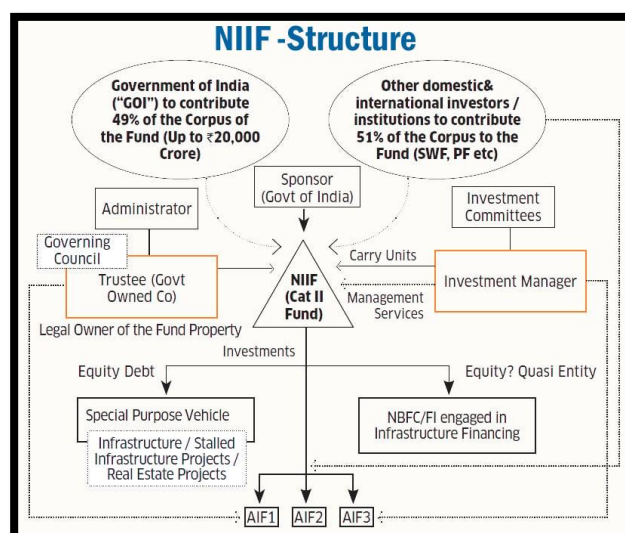 NIIF -Structure
Government of India
("GOI") to contribute
49% of the Corpus of
the Fund (Up to ₹20,000
Crore)
Other domestic&
international investors /
institutions to contribute
51% of the Corpus to the
Fund (SWF, PF etc)
Sponsor
(Govt of India)
Administrator
Investment
Committees
Governing
Council
Trustee (Govt
Owned Co)
Legal Owner of the Fund Property
NIIF
(Cat II
Fund)
Carry Units
Management
Services
Investment Manager
Investments
Equity Debt
Equity? Quasi Entity
Special Purpose Vehicle
Infrastructure / Stalled
Infrastructure Projects /
Real Estate Projects
NBFC/FI engaged in
Infrastructure Financing
AIF1
AIF2
AIF3